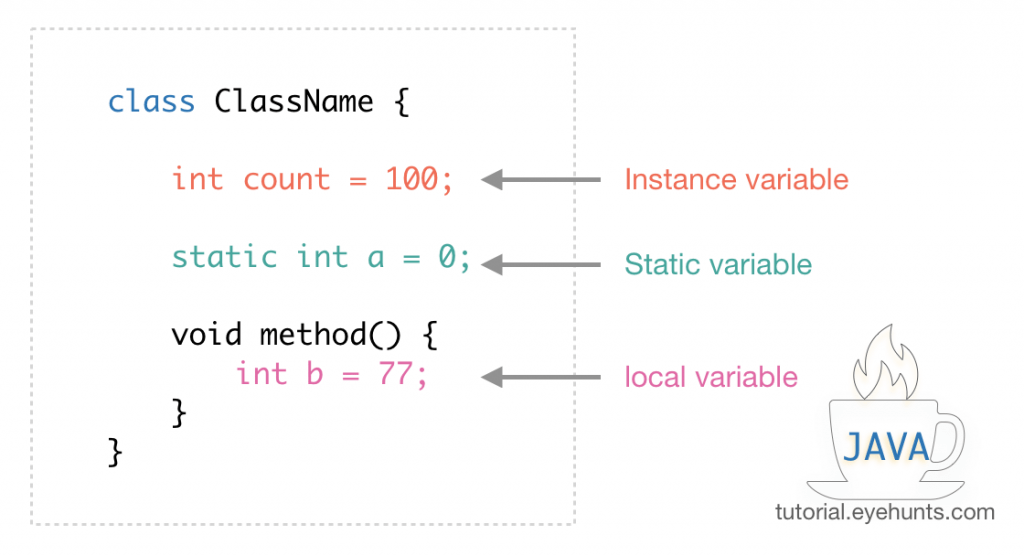 class ClassName {
int count = 100;
Instance variable
static int a = 0;
Static variable
void method() {
int b = 77;
local variable
}
}
JAVA
tutorial.eyehunts.com